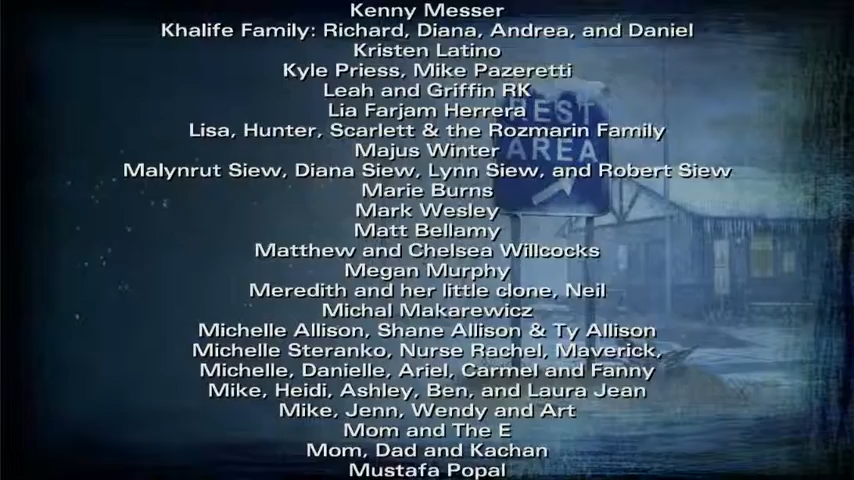 Kenny Messer
Khalife Family: Richard, Diana, Andrea, and Daniel
Kristen Latino
Kyle Priess, Mike Pazeretti
Leah and Griffin RK
Lia Farjam Herrera
REST
Lisa, Hunter, Scarlett & the Rozmarin Family
Majus Winter
AREA
Malynrut Siew, Diana Siew, Lynn Siew, and Robert Siew
Marie Burns
Mark Wesley
Matt Bellamy
Matthew and Chelsea Willcocks
Megan Murphy
Meredith and her little clone, Neil
Michal Makarewicz
Michelle Allison, Shane Allison & Ty Allison
Michelle Steranko, Nurse Rachel, Maverick,
Michelle, Danielle, Ariel, Carmel and Fanny
Mike, Heidi, Ashley, Ben, and Laura Jean
Mike, Jenn, Wendy and Art
Mom and The E
Mom, Dad and Kachan
Mustafa Popal